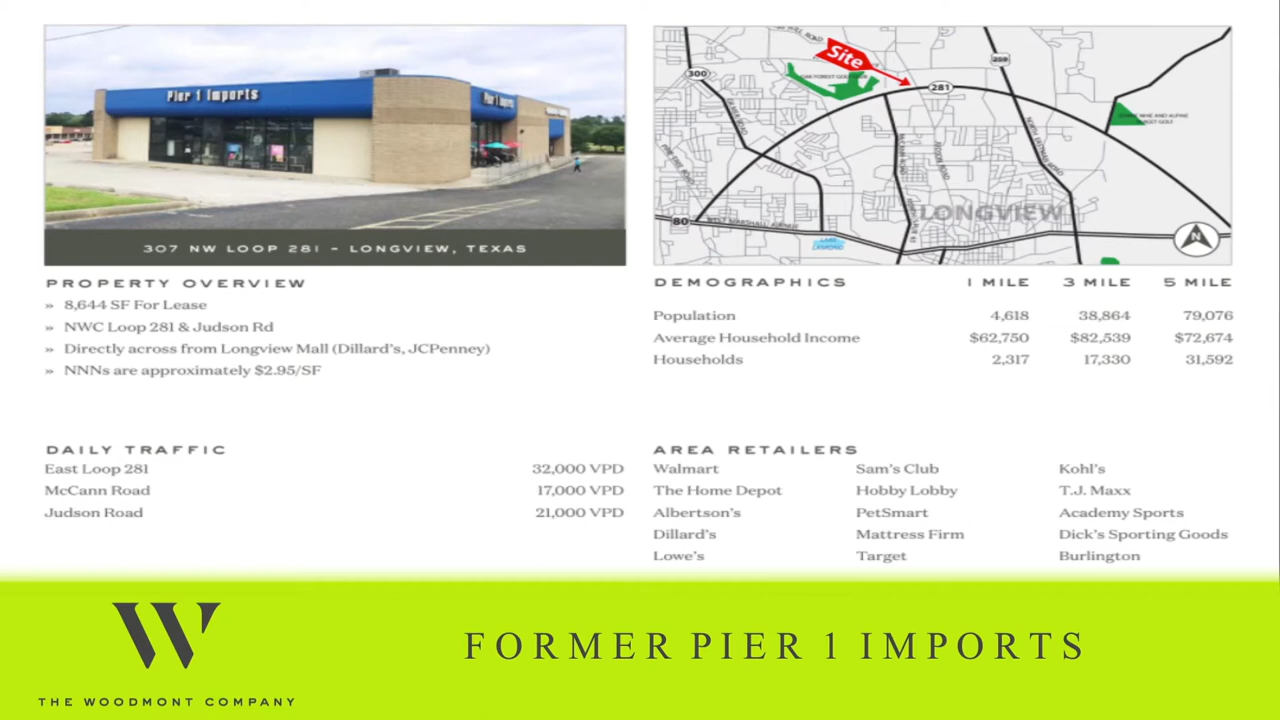 Pier 1 Imports
Pier 1 Imports
307 NW LOOP 281 – LONGVIEW, TEXAS
Site
300
281
259
80
LONGVIEW
WEST MARSHALL AVENUE
LAKE
LAMOND
N
PROPERTY OVERVIEW
» 8,644 SF For Lease
» NWC Loop 281 & Judson Rd
» Directly across from Longview Mall (Dillard's, JCPenney)
» NNNs are approximately $2.95/SF
DEMOGRAPHICS 1 MILE 3 MILE 5 MILE
Population 4,618 38,864 79,076
Average Household Income $62,750 $82,539 $72,674
Households 2,317 17,330 31,592
DAILY TRAFFIC
East Loop 281 32,000 VPD
McCann Road 17,000 VPD
Judson Road 21,000 VPD
AREA RETAILERS
Walmart Sam's Club Kohl's
The Home Depot Hobby Lobby T.J. Maxx
Albertson's PetSmart Academy Sports
Dillard's Mattress Firm Dick's Sporting Goods
Lowe's Target Burlington
W
THE WOODMONT COMPANY
FORMER PIER 1 IMPORTS